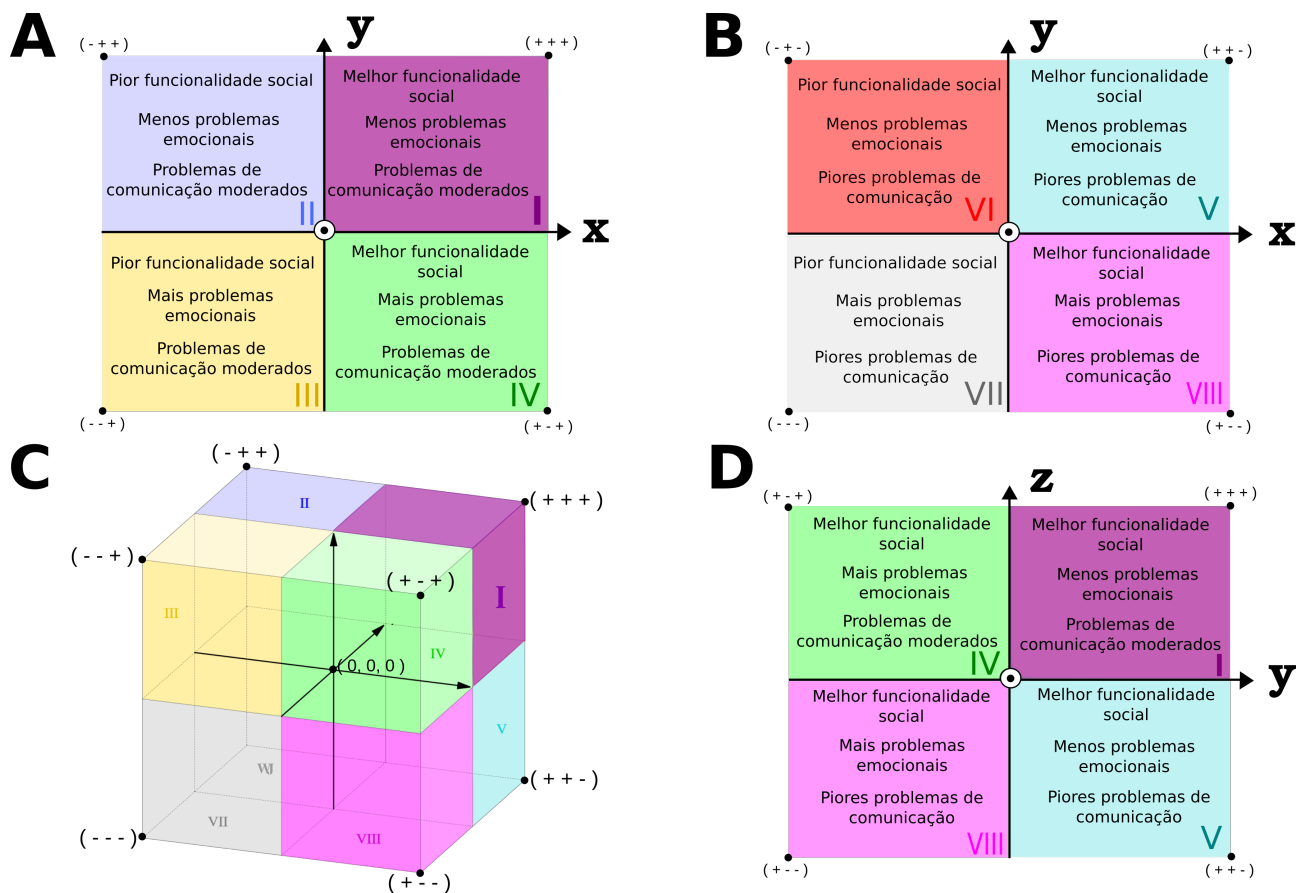 A
y
(-++)
(+++)
Pior funcionalidade social
Menos problemas
emocionais
Problemas de
comunicação moderados
II
Melhor funcionalidade
social
Menos problemas
emocionais
Problemas de
comunicação moderados
I
x
Pior funcionalidade social
Mais problemas
emocionais
Problemas de
comunicação moderados
III
Melhor funcionalidade
social
Mais problemas
emocionais
Problemas de
comunicação moderados
IV
(--+)
(+-+)
B
y
(-+-)
(++-)
Pior funcionalidade social
Menos problemas
emocionais
Piores problemas de
comunicação
VI
Melhor funcionalidade
social
Menos problemas
emocionais
Piores problemas de
comunicação
V
x
Pior funcionalidade social
Mais problemas
emocionais
Piores problemas de
comunicação
VII
Melhor funcionalidade
social
Mais problemas
emocionais
Piores problemas de
comunicação
VIII
(---)
(+--)
C
(-++)
(+++)
(--+)
(+-+)
II
I
III
IV
(0,0,0)
V
VII
VIII
(++-)
(---)
(+--)
D
z
(+-+)
(+++)
Melhor funcionalidade
social
Mais problemas
emocionais
Problemas de
comunicação moderados
IV
Melhor funcionalidade
social
Menos problemas
emocionais
Problemas de
comunicação moderados
I
y
Melhor funcionalidade
social
Mais problemas
emocionais
Piores problemas de
comunicação
VIII
Melhor funcionalidade
social
Menos problemas
emocionais
Piores problemas de
comunicação
V
(+--)
(++-)